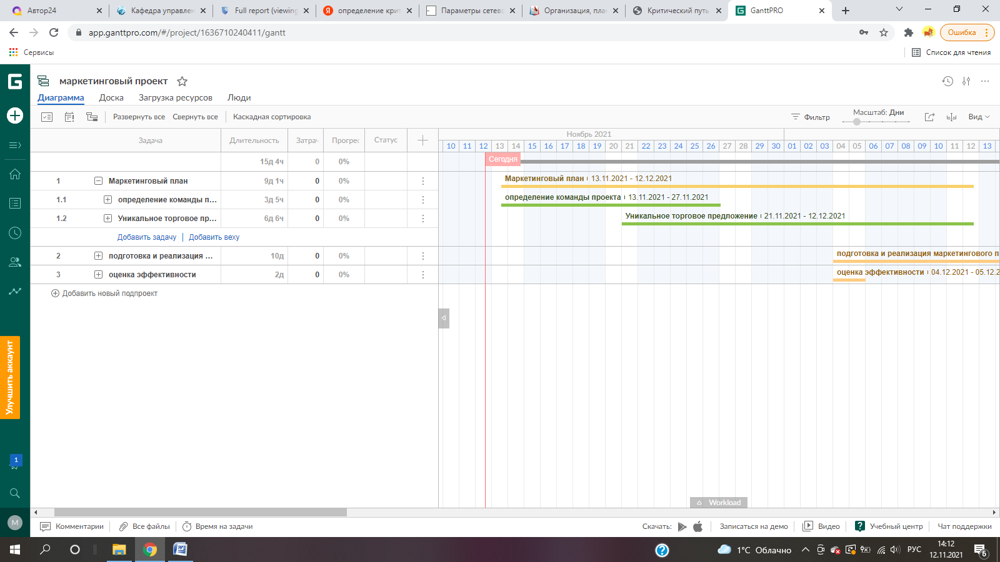 Автор24
Кафедра управлен
Full report (viewing
определение крит
Параметры сетево
Организация, план
Критический путь
GanttPRO
app.ganttpro.com/#/project/1636710240411/gantt
Ошибка
Сервисы
Список для чтения
маркетинговый проект
Диаграмма Доска Загрузка ресурсов Люди
Развернуть все Свернуть все Каскадная сортировка
Фильтр Масштаб: Дни Вид
Задача Длительность Затрач Прогрес Статус
Ноябрь 2021
10 11 12 13 14 15 16 17 18 19 20 21 22 23 24 25 26 27 28 29 30 01 02 03 04 05 06 07 08 09 10 11 12 13
15д 4ч 0 0%
Сегодня
1 Маркетинговый план 9д 1ч 0 0%
Маркетинговый план 13.11.2021 - 12.12.2021
1.1 определение команды п... 3д 5ч 0 0%
определение команды проекта 13.11.2021 - 27.11.2021
1.2 Уникальное торговое пр... 6д 6ч 0 0%
Уникальное торговое предложение 21.11.2021 - 12.12.2021
Добавить задачу Добавить веху
2 подготовка и реализация ... 10д 0 0%
подготовка и реализация маркетингового п
3 оценка эффективности 2д 0 0%
оценка эффективности 04.12.2021 - 05.12.2
Добавить новый подпроект
Улучшить аккаунт
1
M
Workload
Комментарии Все файлы Время на задачи
Скачать: Записаться на демо Видео Учебный центр Чат поддержки
1°C Облачно
РУС
14:12
12.11.2021
6